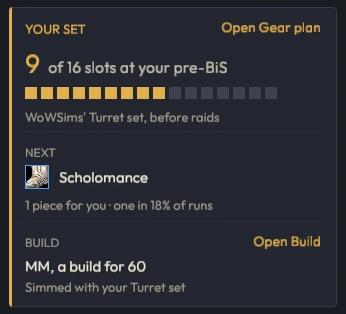 YOUR SET
Open Gear plan
9 of 16 slots at your pre-BiS
WoWSims' Turret set, before raids
NEXT
Scholomance
1 piece for you · one in 18% of runs
BUILD
Open Build
MM, a build for 60
Simmed with your Turret set